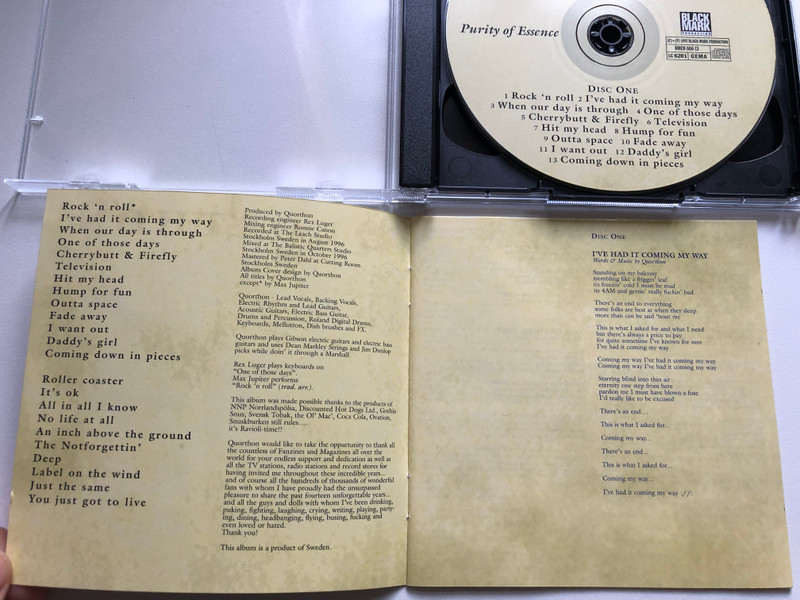 Purity of Essence
BLACK
MARK
DISC ONE
1 Rock 'n roll 2 I've had it coming my way
3 When our day is through 4 One of those days
5 Cherrybutt & Firefly 6 Television
7 Hit my head 8 Hump for fun
9 Outta space 10 Fade away
11 I want out 12 Daddy's girl
13 Coming down in pieces
LC 6201 GEMA
Rock 'n roll*
I've had it coming my way
When our day is through
One of those days
Cherrybutt & Firefly
Television
Hit my head
Hump for fun
Outta space
Fade away
I want out
Daddy's girl
Coming down in pieces
Roller coaster
It's ok
All in all I know
No life at all
An inch above the ground
The Notforgettin'
Deep
Label on the wind
Just the same
You just got to live
Produced by Quorthon
Recording engineer Rex Luger
Mixing engineer Ronnie Canon
Recorded at The Leach Studio
Stockholm Sweden in August 1996
Mixed at The Balistic Quarters Studio
Stockholm Sweden in October 1996
Mastered by Peter Dahl at Cutting Room
Stockholm Sweden
Albums Cover design by Quorthon
All titles by Quorthon
except* by Max Jupiter
Quorthon - Lead Vocals, Backing Vocals,
Electric Rhythm and Lead Guitars,
Acoustic Guitars, Electric Bass Guitar,
Drums and Percussion, Roland Digital Drums,
Keyboards, Mellotron, Dish brushes and FX.
Quorthon plays Gibson electric guitars and electric bass
guitars and uses Dean Markley Strings and Jim Dunlop
picks while doin' it through a Marshall.
Rex Luger plays keyboards on
"One of those days".
Max Jupiter performs
"Rock 'n roll" (trad. arr.).
This album was made possible thanks to the products of
NNP Norrlandspölsa, Discounted Hot Dogs Ltd., Gothia
Snus, Svensk Tobak, the Ol' Mac', Coca Cola, Ovation,
Snuskburken still rules.....
it's Ravioli-time!!
Quorthon would like to take the oppurtunity to thank all
the countless of Fanzines and Magazines all over the
world for your endless support and dedication as well as
all the TV stations, radio stations and record stores for
having invited me throughout these incredible years...
and of course all the hundreds of thousands of wonderful
fans with whom I have proudly had the unsurpassed
pleasure to share the past fourteen unforgettable years...
and all the guys and dolls with whom I've been drinking,
puking, fighting, laughing, crying, writing, playing, party-
ing, dining, headbanging, flying, busing, fucking and
even loved or hated.
Thank you!
This album is a product of Sweden.
DISC ONE
I'VE HAD IT COMING MY WAY
Words & Music by Quorthon
Standing on my balcony
trembling like a friggin' leaf
its freezin' cold I must be mad
its 4AM and gettin' really fuckin' bad
There's an end to everything
some folks are best at when they sleep
more than can be said 'bout me
This is what I asked for and what I need
but there's always a price to pay
for quite sometime I've known for sure
I've had it coming my way
Coming my way I've had it coming my way
Coming my way I've had it coming my way
Starring blind into thin air
eternity one step from here
pardon me I must have blown a fuse
I'd really like to be excused
There's an end...
This is what I asked for...
Coming my way...
There's an end...
This is what I asked for...
Coming my way...
I've had it coming my way ://: